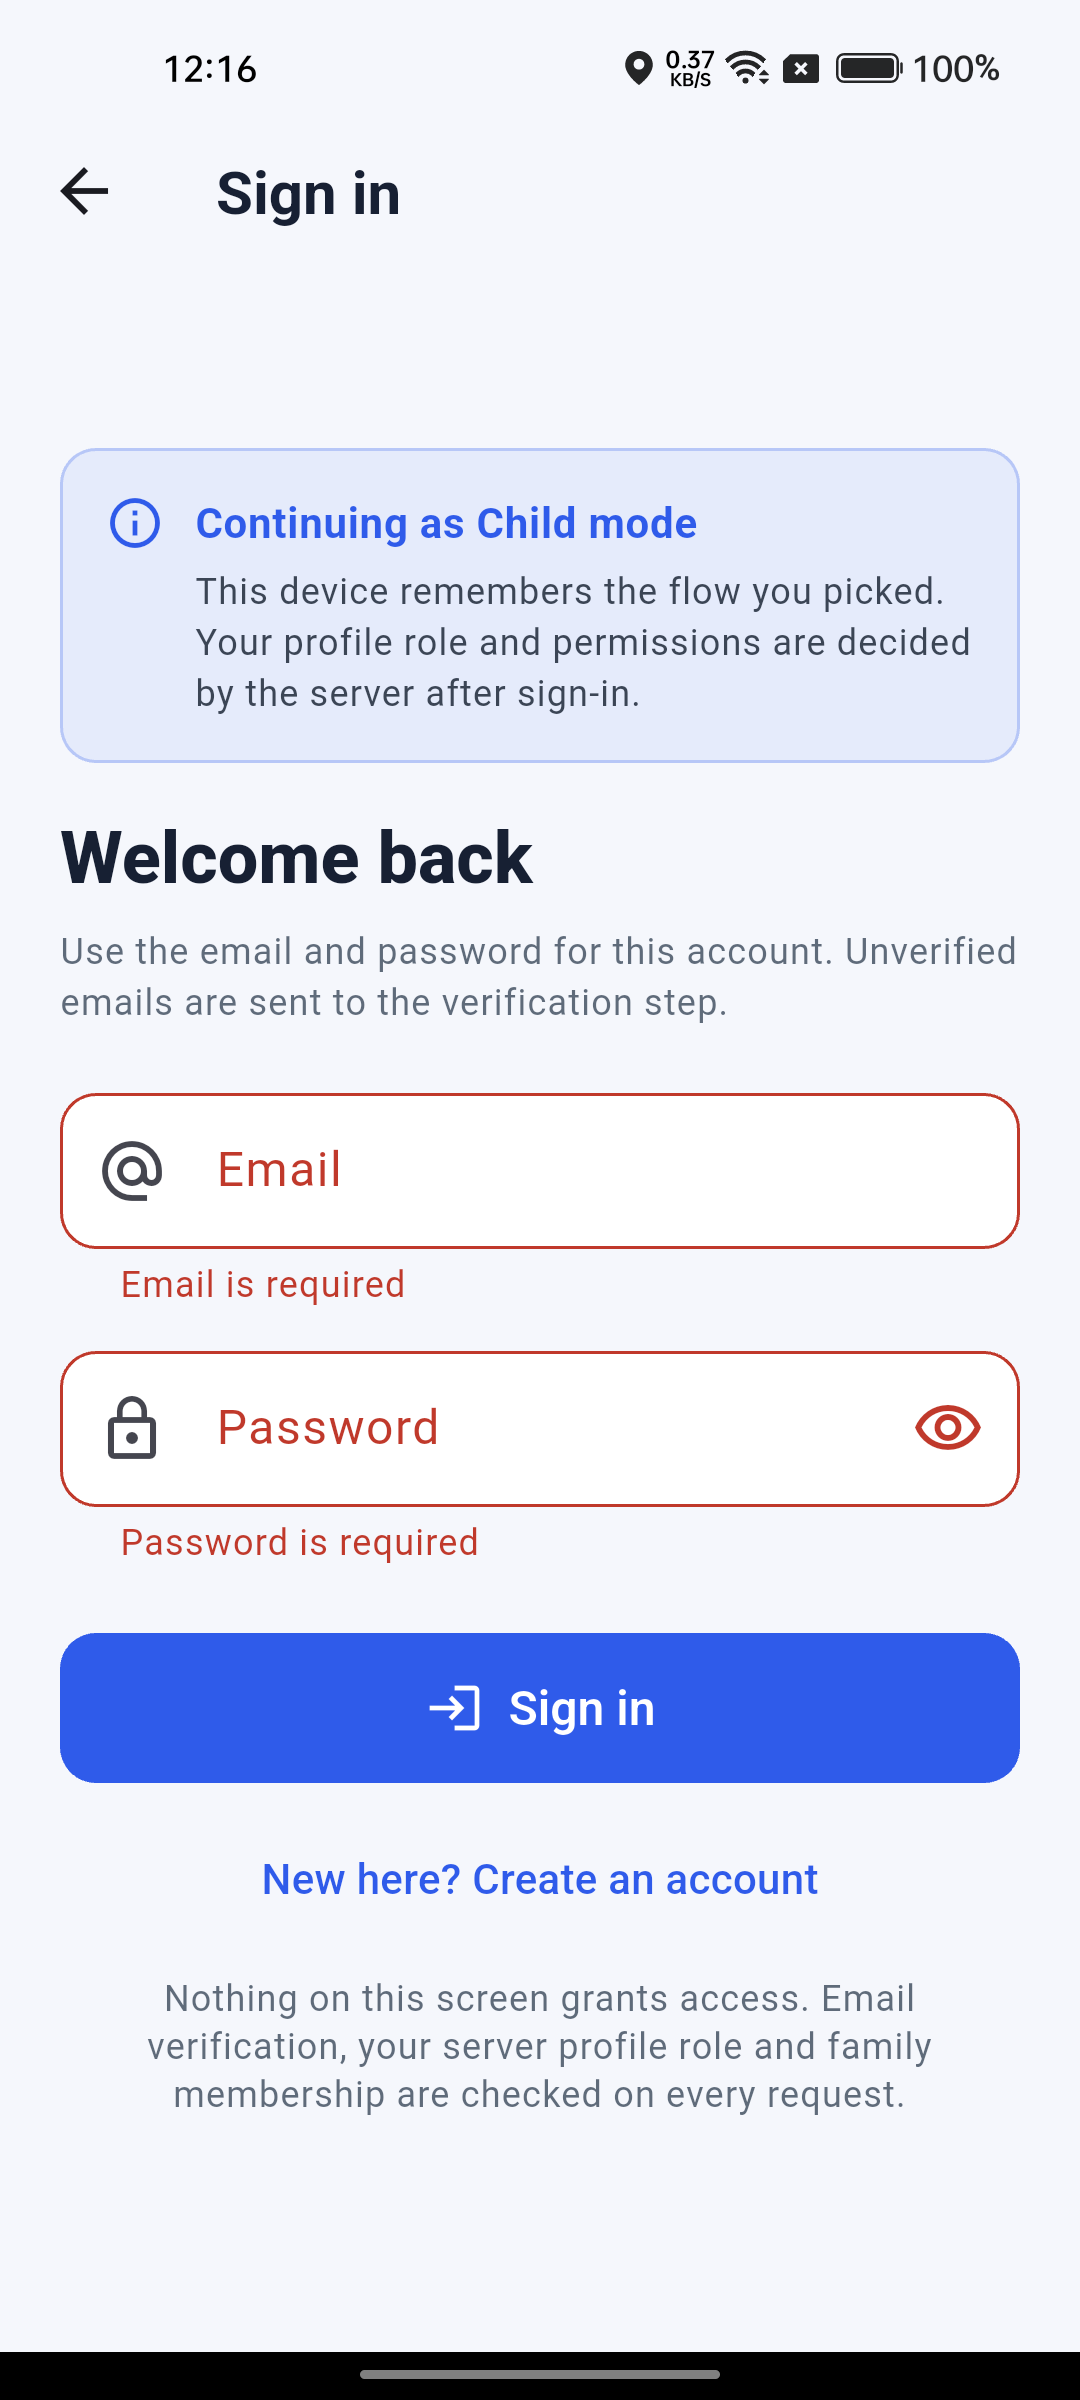 12:16
0.37
KB/S
100%
Sign in
Continuing as Child mode
This device remembers the flow you picked.
Your profile role and permissions are decided
by the server after sign-in.
Welcome back
Use the email and password for this account. Unverified
emails are sent to the verification step.
Email
Email is required
Password
Password is required
Sign in
New here? Create an account
Nothing on this screen grants access. Email
verification, your server profile role and family
membership are checked on every request.